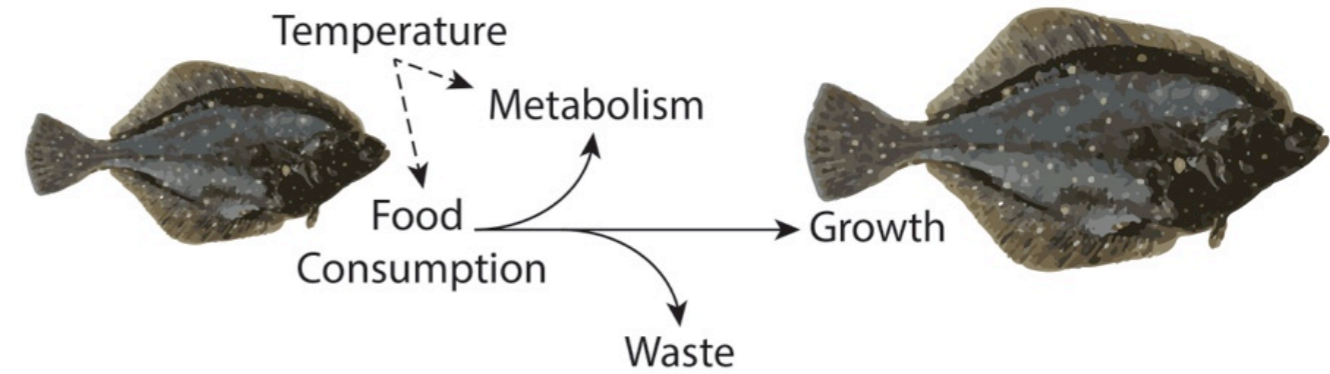 Temperature
Metabolism
Food
Consumption
Growth
Waste